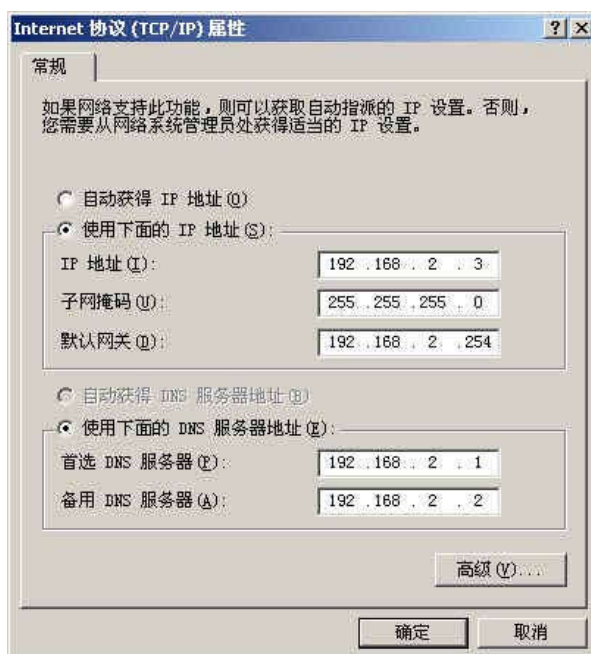 Internet 协议 (TCP/IP) 属性
常规
如果网络支持此功能，则可以获取自动指派的 IP 设置。否则，
您需要从网络系统管理员处获得适当的 IP 设置。
自动获得 IP 地址(O)
使用下面的 IP 地址(S):
IP 地址(I): 192 .168 . 2 . 3
子网掩码(U): 255 .255 .255 . 0
默认网关(D): 192 .168 . 2 .254
自动获得 DNS 服务器地址(B)
使用下面的 DNS 服务器地址(E):
首选 DNS 服务器(P): 192 .168 . 2 . 1
备用 DNS 服务器(A): 192 .168 . 2 . 2
高级(V)...
确定 取消